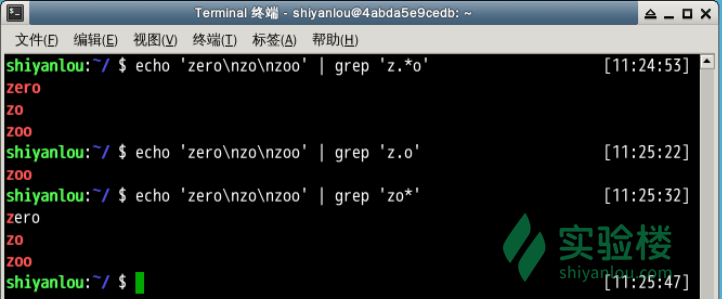 Terminal 终端 - shiyanlou@4abda5e9cedb: ~
文件(F) 编辑(E) 视图(V) 终端(T) 标签(A) 帮助(H)
shiyanlou:~/ $ echo 'zero\nzo\nzoo' | grep 'z.*o' [11:24:53]
zero
zo
zoo
shiyanlou:~/ $ echo 'zero\nzo\nzoo' | grep 'z.o' [11:25:22]
zoo
shiyanlou:~/ $ echo 'zero\nzo\nzoo' | grep 'zo*' [11:25:32]
zero
zo
zoo
shiyanlou:~/ $ [11:25:47]
实验楼
shiyanlou.com